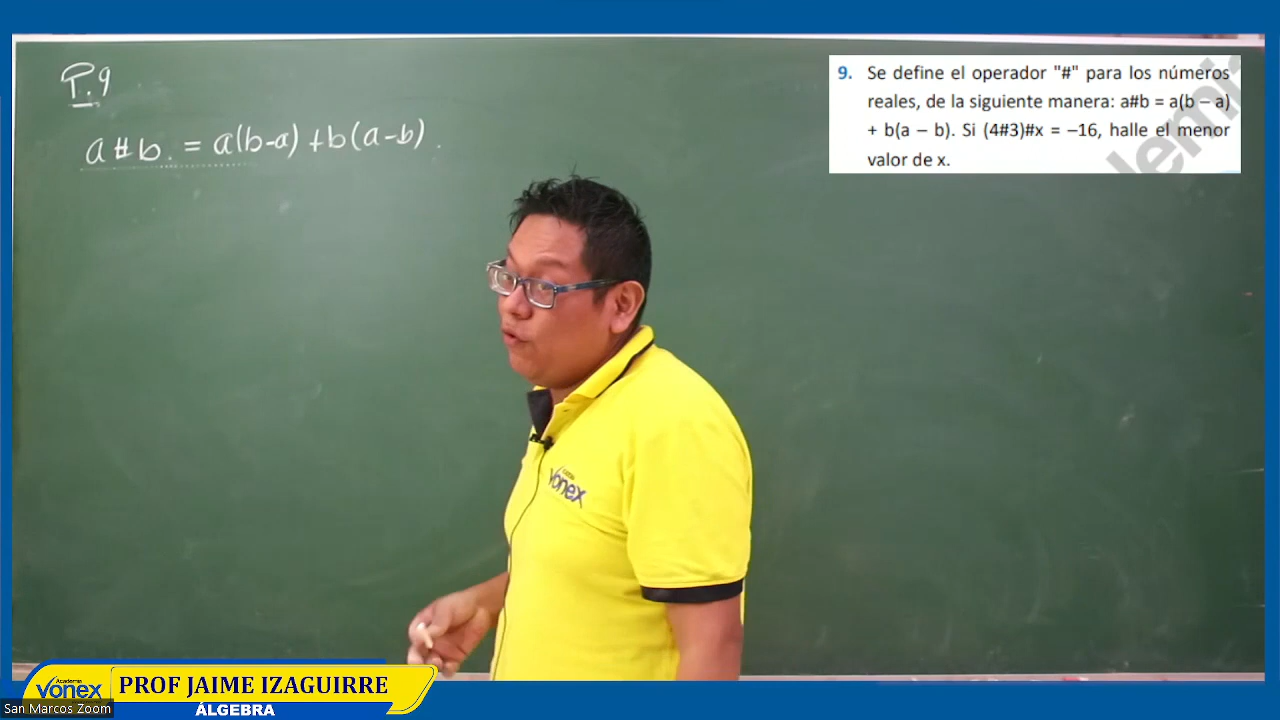 P.9
a # b. = a(b-a) + b(a-b).
9. Se define el operador "#" para los números
reales, de la siguiente manera: a#b = a(b – a)
+ b(a – b). Si (4#3)#x = –16, halle el menor
valor de x.
Vonex
Academia
Vonex
PROF JAIME IZAGUIRRE
ÁLGEBRA
San Marcos Zoom